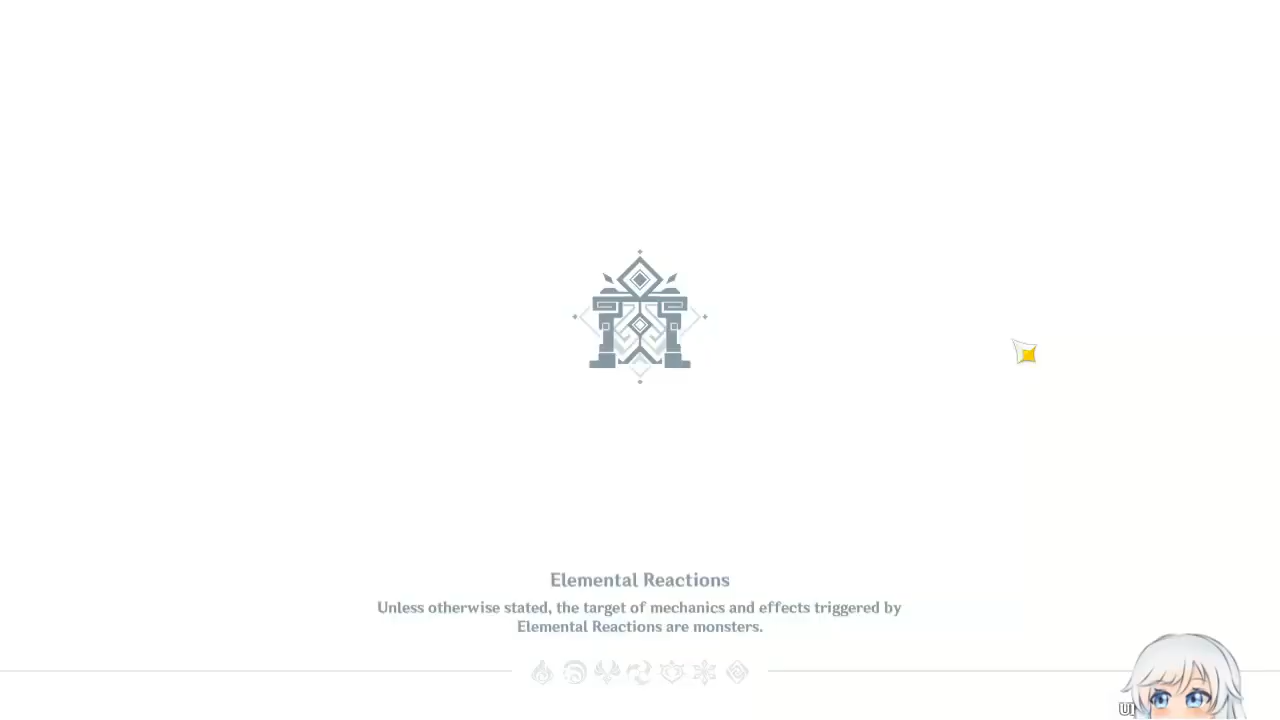 Elemental Reactions
Unless otherwise stated, the target of mechanics and effects triggered by
Elemental Reactions are monsters.